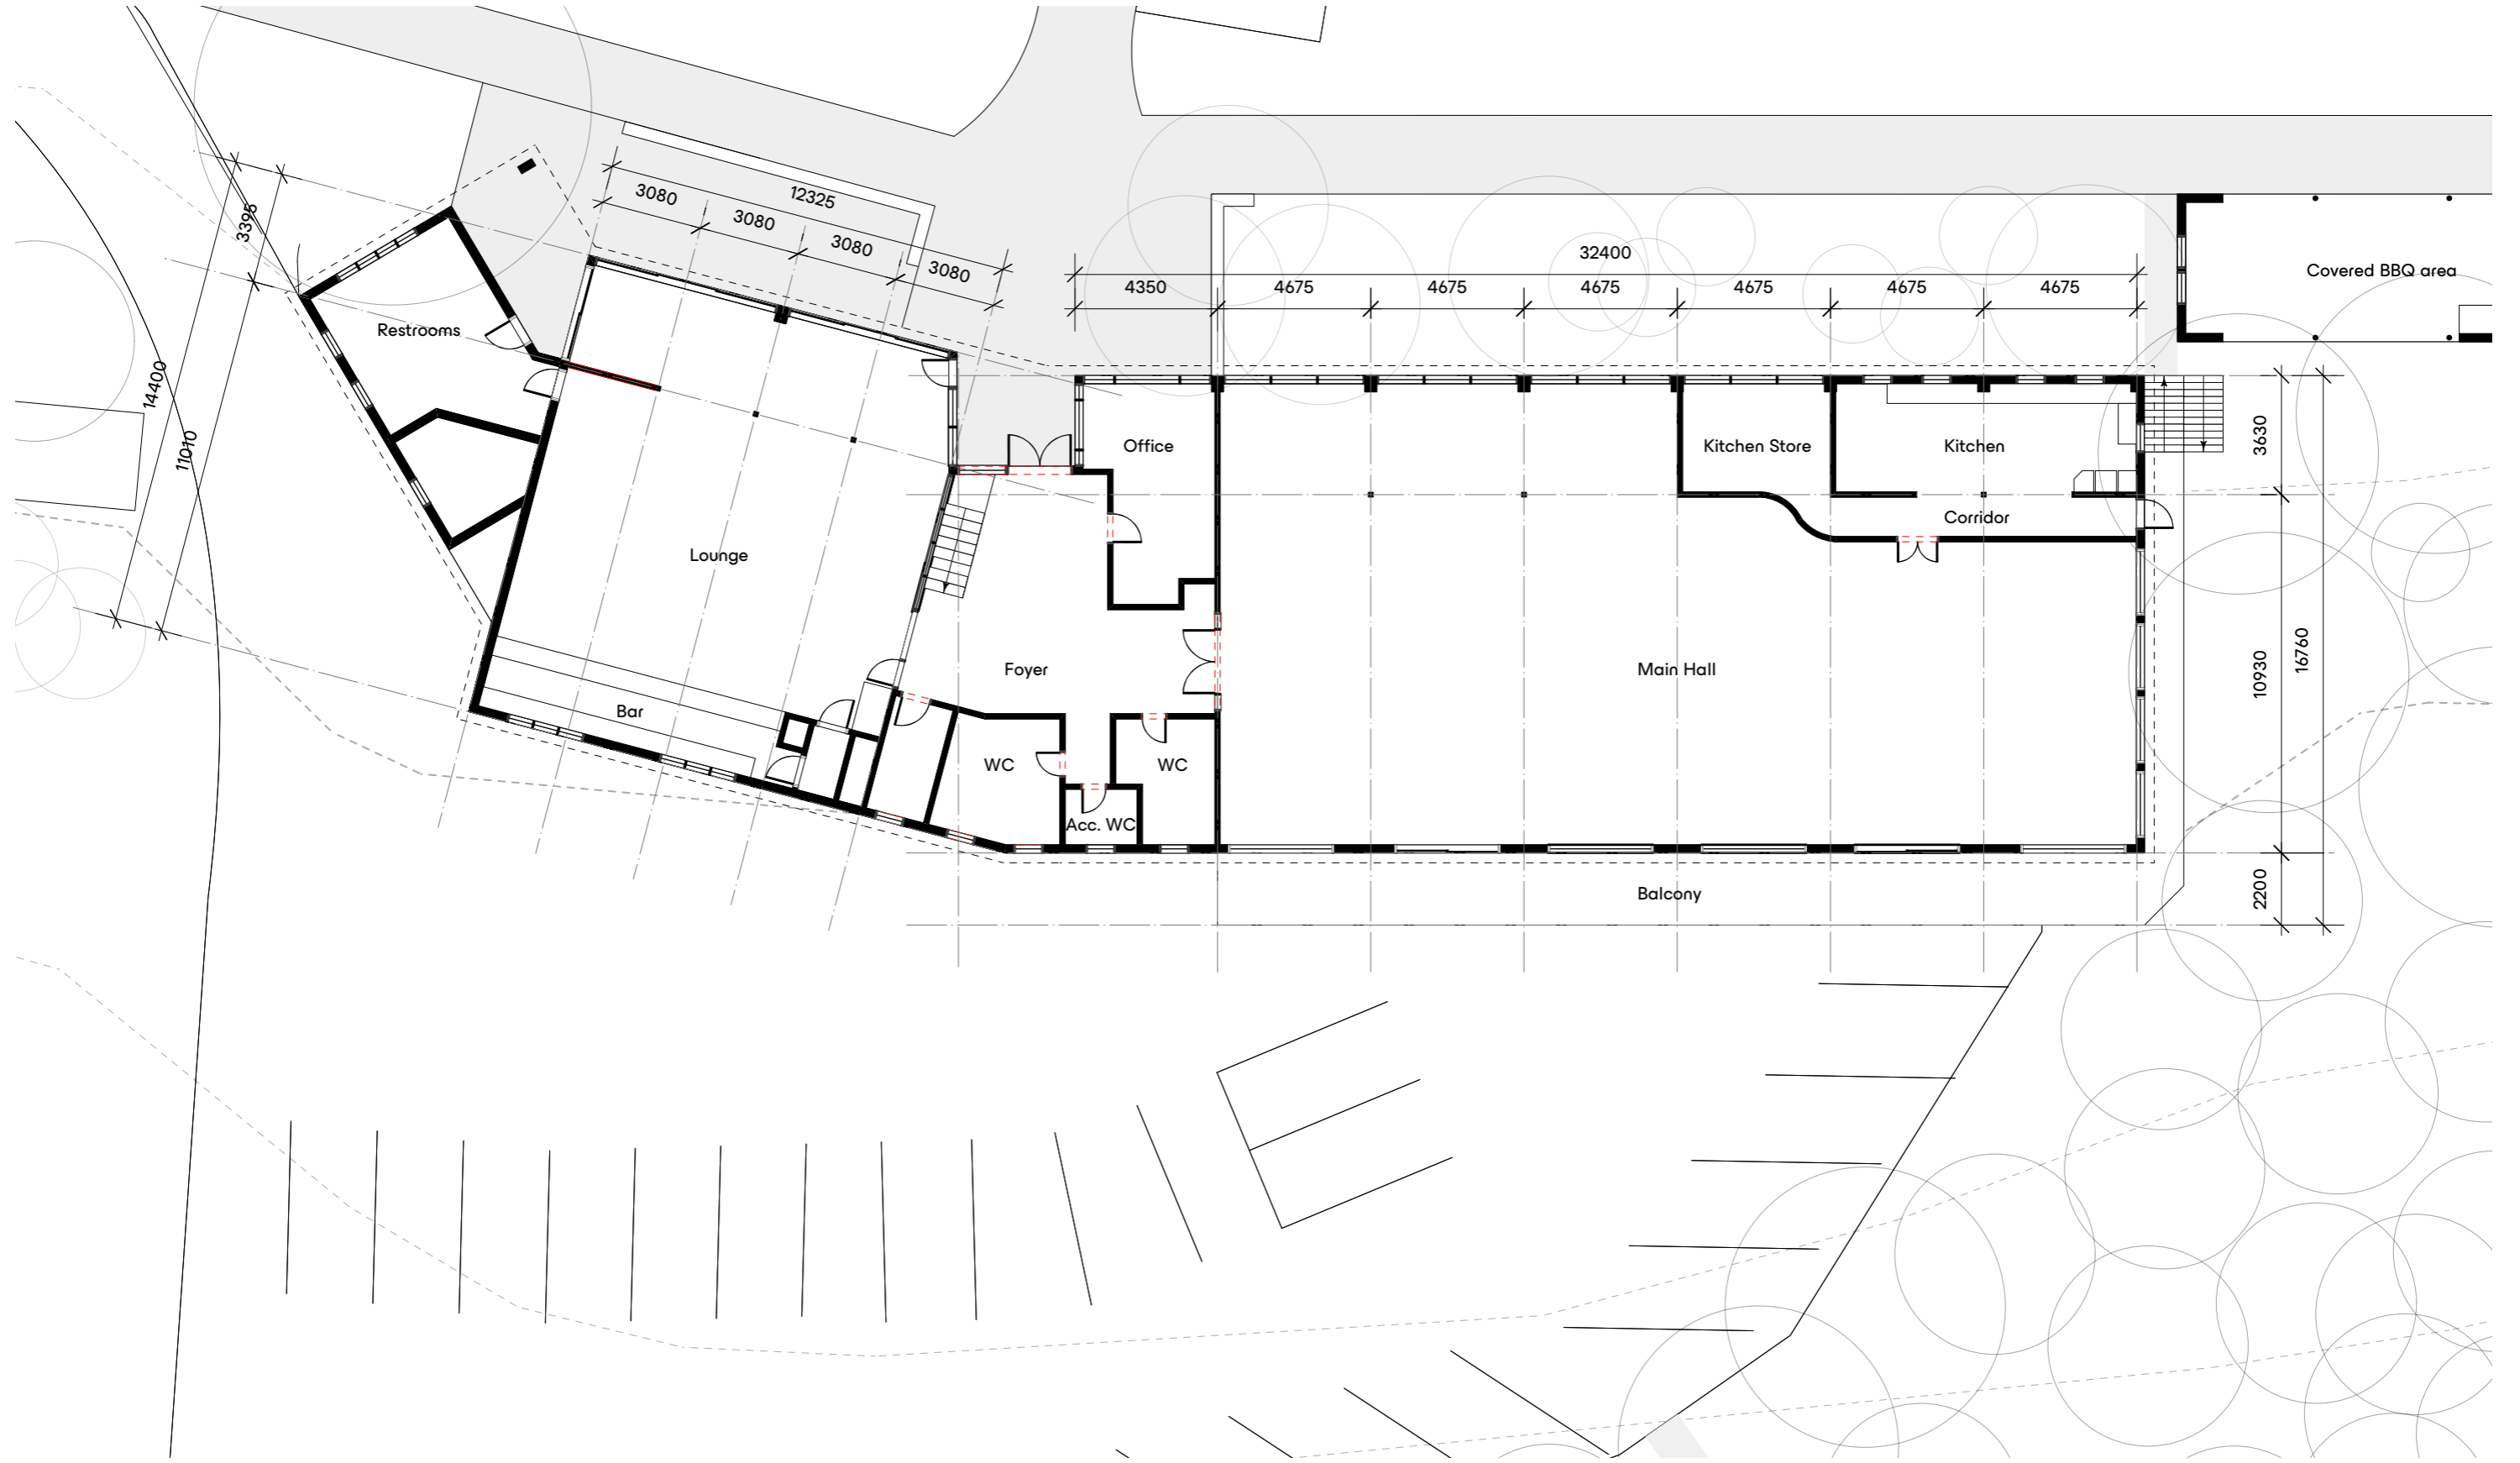 12325
3080
3080
3080
3080
3395
14400
11010
32400
4350
4675
4675
4675
4675
4675
4675
Covered BBQ area
Restrooms
Office
Kitchen Store
Kitchen
3630
Corridor
Lounge
Foyer
Main Hall
10930
16760
Bar
WC
WC
Acc. WC
Balcony
2200